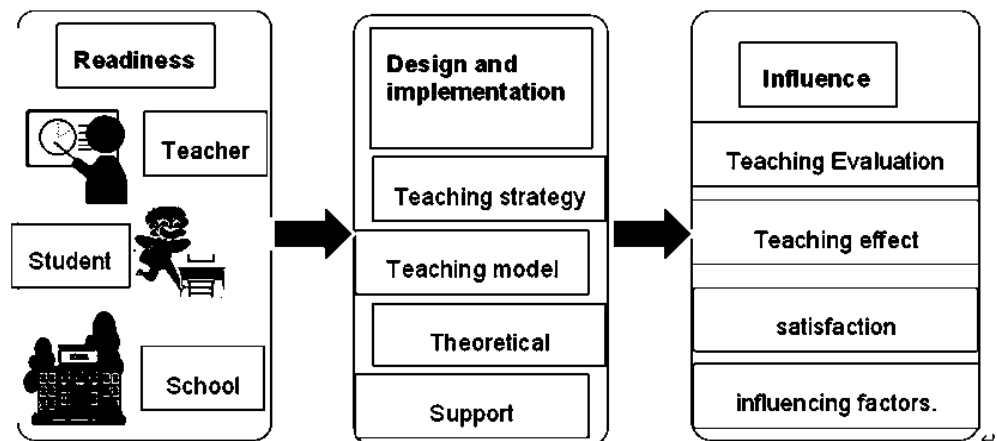 Readiness
Teacher
Student
School
Design and
implementation
Teaching strategy
Teaching model
Theoretical
Support
Influence
Teaching Evaluation
Teaching effect
satisfaction
influencing factors.